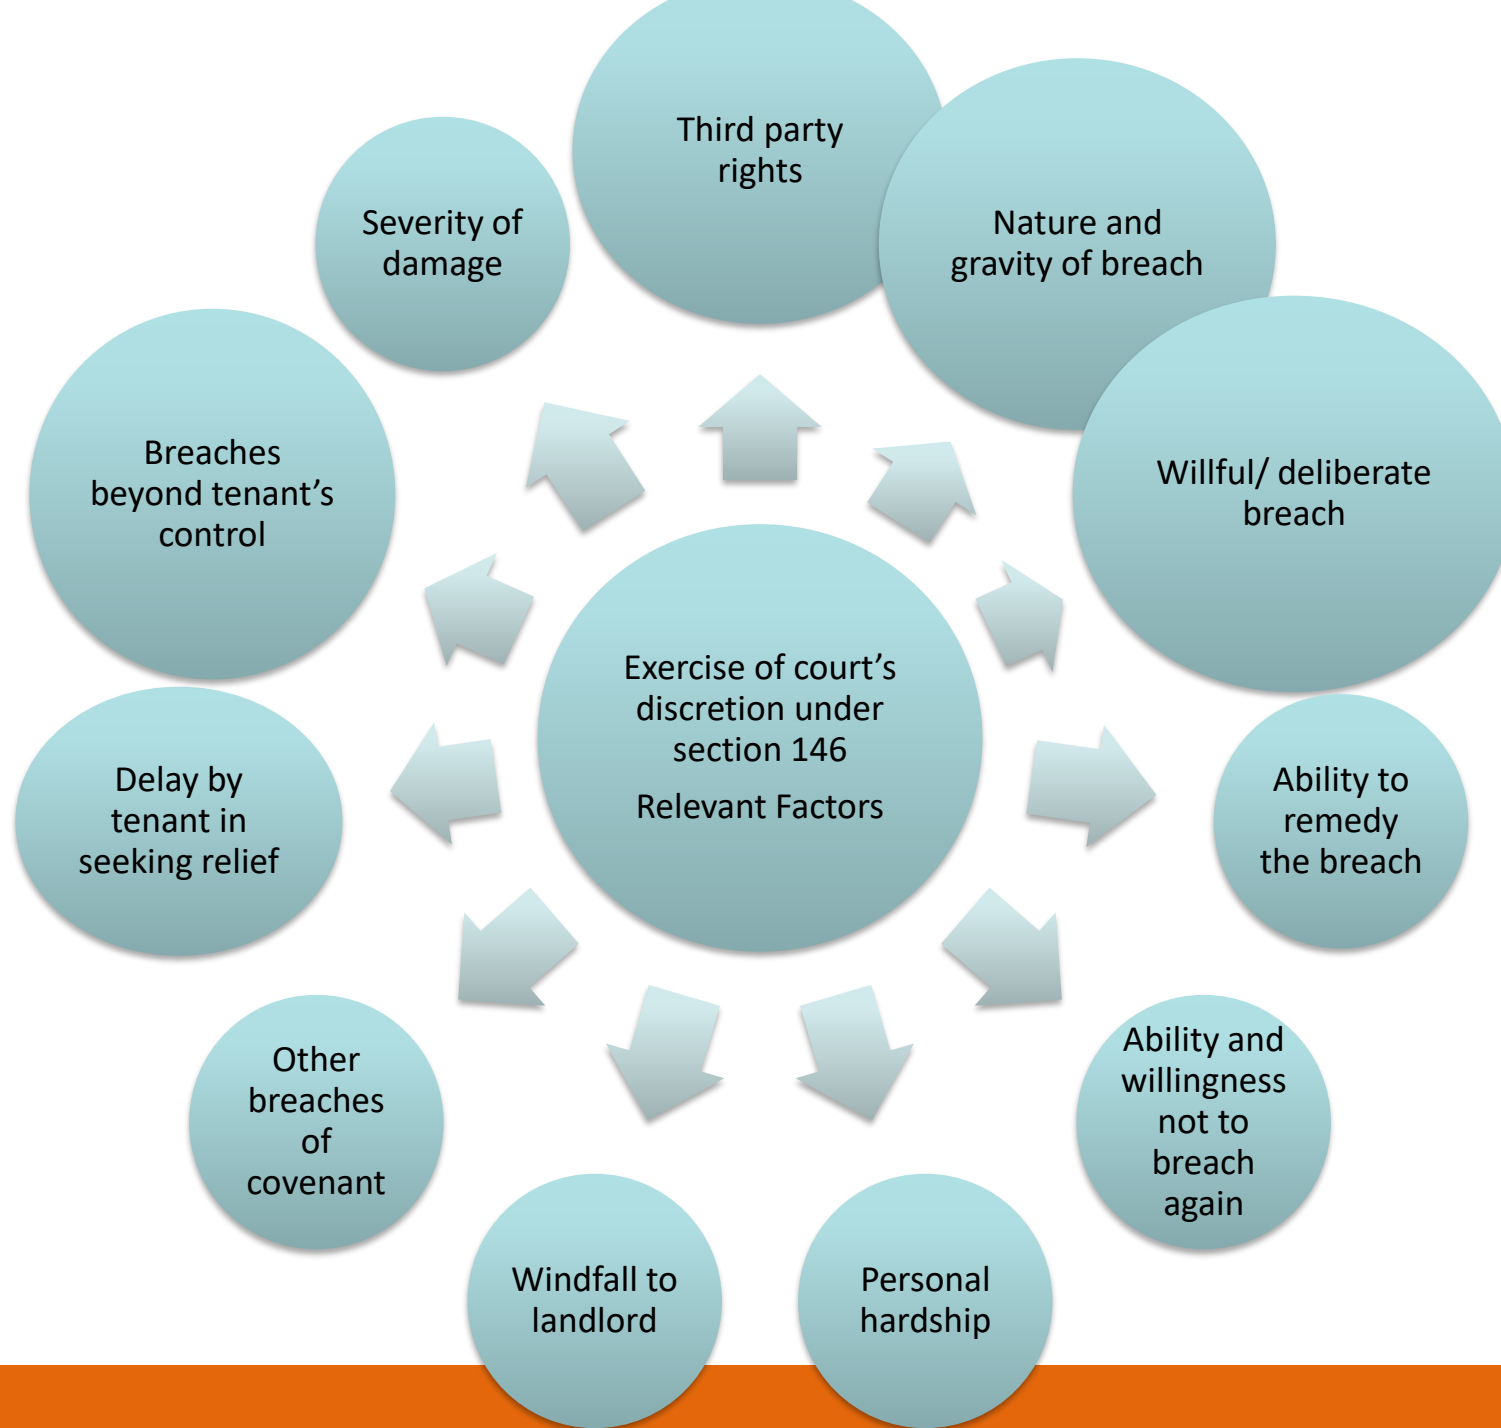 Third party
rights
Nature and
gravity of breach
Willful/ deliberate
breach
Ability to
remedy
the breach
Ability and
willingness
not to
breach
again
Personal
hardship
Windfall to
landlord
Other
breaches
of
covenant
Delay by
tenant in
seeking relief
Breaches
beyond tenant’s
control
Severity of
damage
Exercise of court’s
discretion under
section 146
Relevant Factors